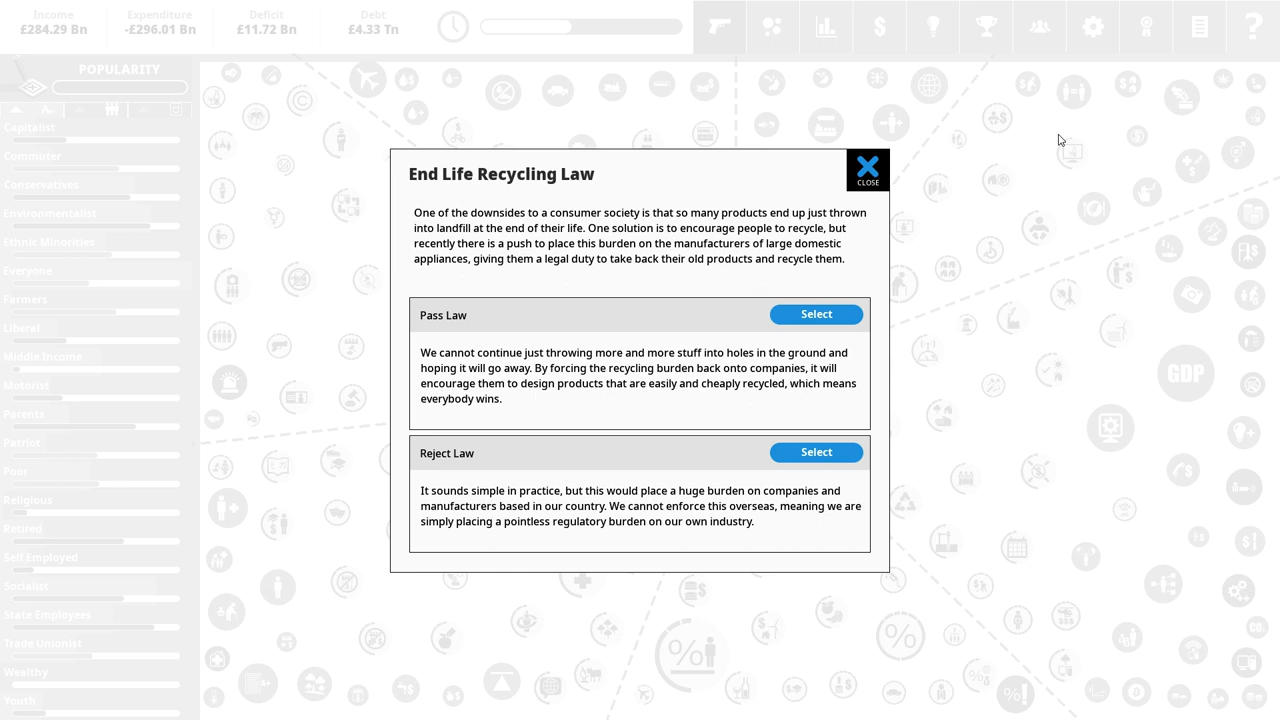 Income
Expenditure
Deficit
Debt
£284.29 Bn
-£296.01 Bn
£11.72 Bn
£4.33 Tn
POPULARITY
Capitalist
Commuter
Conservatives
Environmentalist
Ethnic Minorities
Everyone
Farmers
Liberal
Middle Income
Motorist
Parents
Patriot
Poor
Religious
Retired
Self Employed
Socialist
State Employees
Trade Unionist
Wealthy
Youth
End Life Recycling Law
CLOSE
One of the downsides to a consumer society is that so many products end up just thrown
into landfill at the end of their life. One solution is to encourage people to recycle, but
recently there is a push to place this burden on the manufacturers of large domestic
appliances, giving them a legal duty to take back their old products and recycle them.
Pass Law
Select
We cannot continue just throwing more and more stuff into holes in the ground and
hoping it will go away. By forcing the recycling burden back onto companies, it will
encourage them to design products that are easily and cheaply recycled, which means
everybody wins.
Reject Law
Select
It sounds simple in practice, but this would place a huge burden on companies and
manufacturers based in our country. We cannot enforce this overseas, meaning we are
simply placing a pointless regulatory burden on our own industry.
GDP